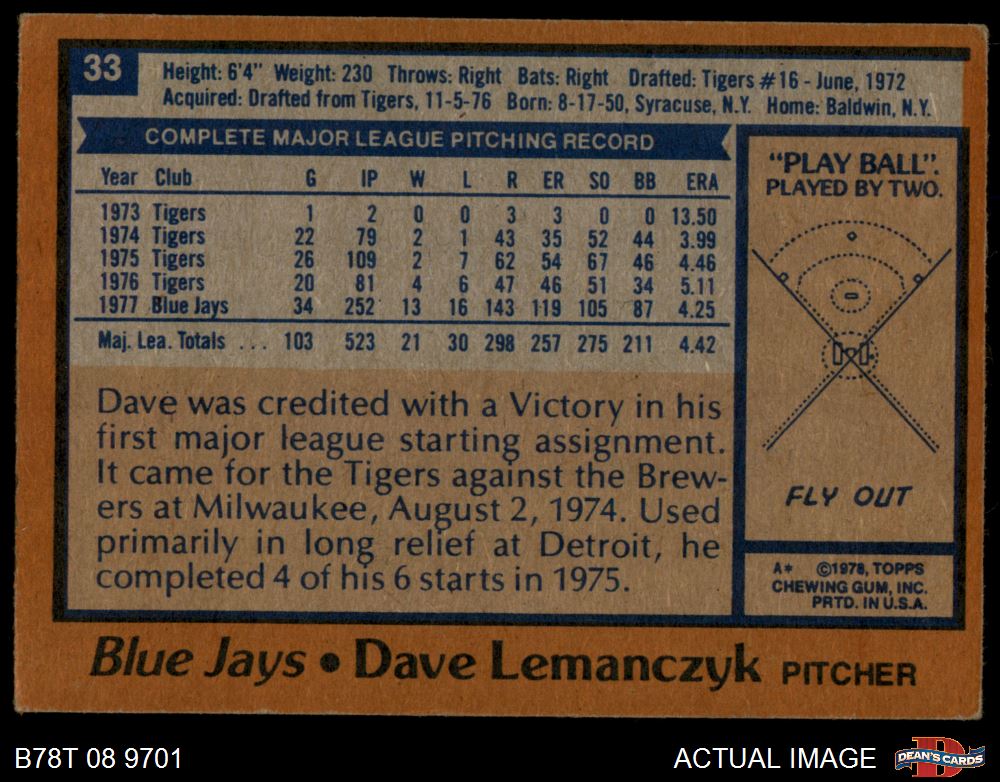 33
Height: 6'4" Weight: 230 Throws: Right Bats: Right Drafted: Tigers #16 - June, 1972
Acquired: Drafted from Tigers, 11-5-76 Born: 8-17-50, Syracuse, N.Y. Home: Baldwin, N.Y.
COMPLETE MAJOR LEAGUE PITCHING RECORD
Year Club G IP W L R ER SO BB ERA
1973 Tigers 1 2 0 0 3 3 0 0 13.50
1974 Tigers 22 79 2 1 43 35 52 44 3.99
1975 Tigers 26 109 2 7 62 54 67 46 4.46
1976 Tigers 20 81 4 6 47 46 51 34 5.11
1977 Blue Jays 34 252 13 16 143 119 105 87 4.25
Maj. Lea. Totals ... 103 523 21 30 298 257 275 211 4.42
Dave was credited with a Victory in his
first major league starting assignment.
It came for the Tigers against the Brew-
ers at Milwaukee, August 2, 1974. Used
primarily in long relief at Detroit, he
completed 4 of his 6 starts in 1975.
"PLAY BALL".
PLAYED BY TWO.
FLY OUT
A* ©1978, TOPPS
CHEWING GUM, INC.
PRTD. IN U.S.A.
Blue Jays • Dave Lemanczyk PITCHER
B78T 08 9701
ACTUAL IMAGE
D
DEAN'S CARDS